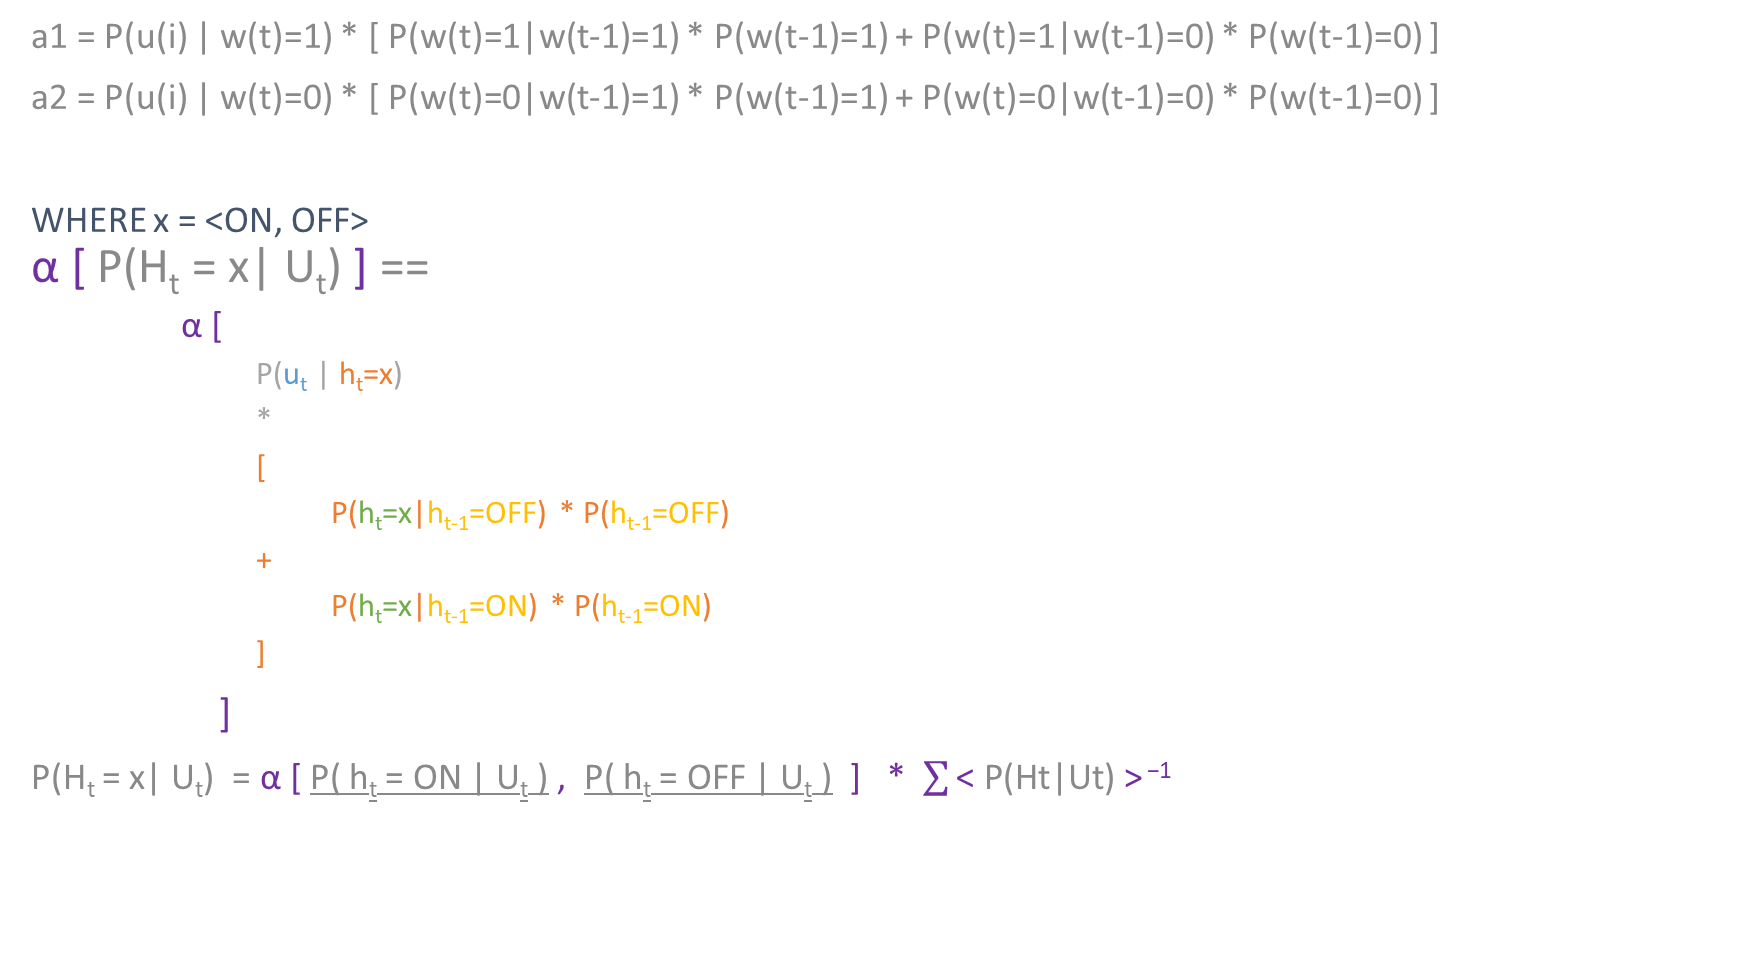 a1 = P(u(i) | w(t)=1) * [ P(w(t)=1|w(t-1)=1) * P(w(t-1)=1) + P(w(t)=1|w(t-1)=0) * P(w(t-1)=0) ]
a2 = P(u(i) | w(t)=0) * [ P(w(t)=0|w(t-1)=1) * P(w(t-1)=1) + P(w(t)=0|w(t-1)=0) * P(w(t-1)=0) ]
WHERE x = <ON, OFF>
α [ P(Hₜ = x| Uₜ) ] ==
α [
P(uₜ | hₜ=x)
*
[
P(hₜ=x|hₜ₋₁=OFF) * P(hₜ₋₁=OFF)
+
P(hₜ=x|hₜ₋₁=ON) * P(hₜ₋₁=ON)
]
]
P(Hₜ = x| Uₜ) = α [ P( hₜ = ON | Uₜ ) , P( hₜ = OFF | Uₜ ) ] * ∑ < P(Ht|Ut) >⁻¹